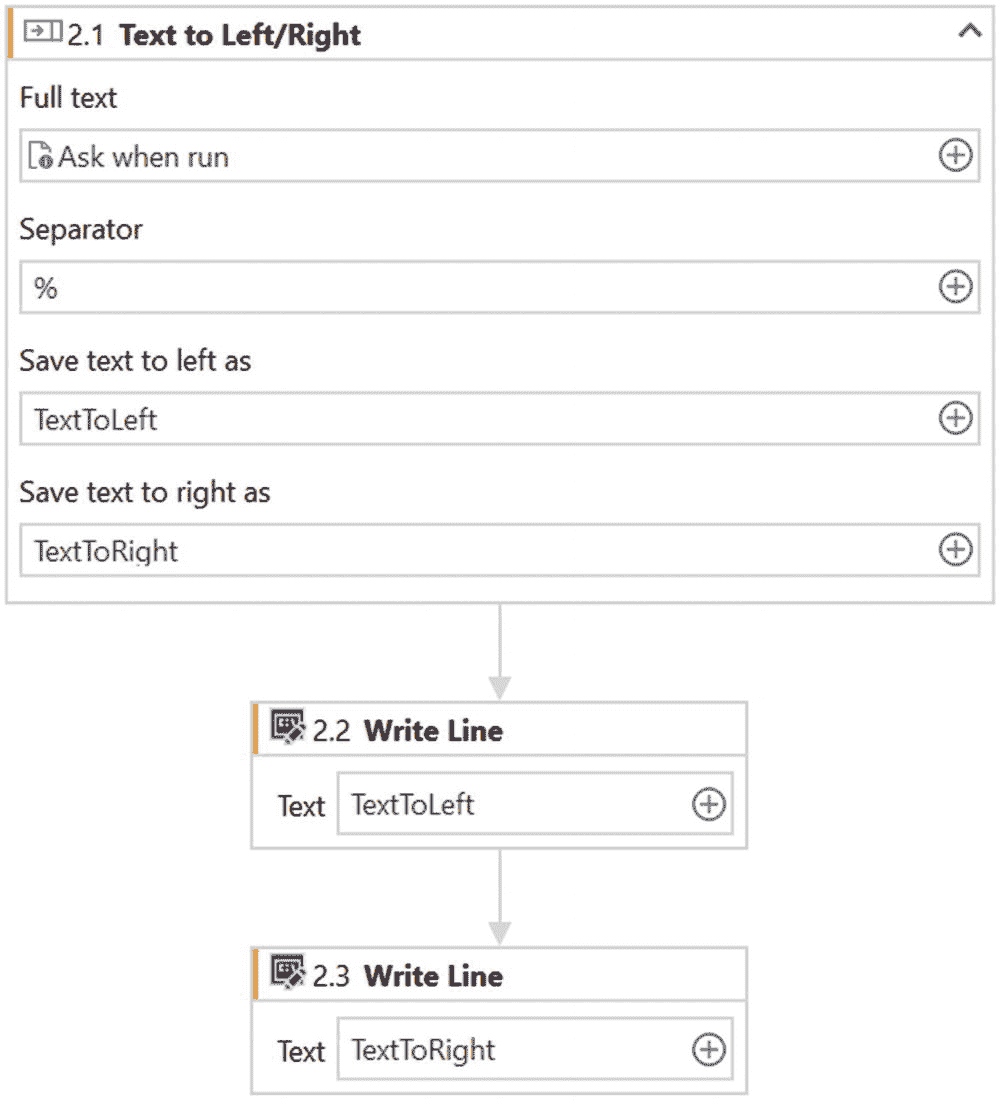 2.1 Text to Left/Right
Full text
Ask when run
Separator
%
Save text to left as
TextToLeft
Save text to right as
TextToRight
2.2 Write Line
Text TextToLeft
2.3 Write Line
Text TextToRight